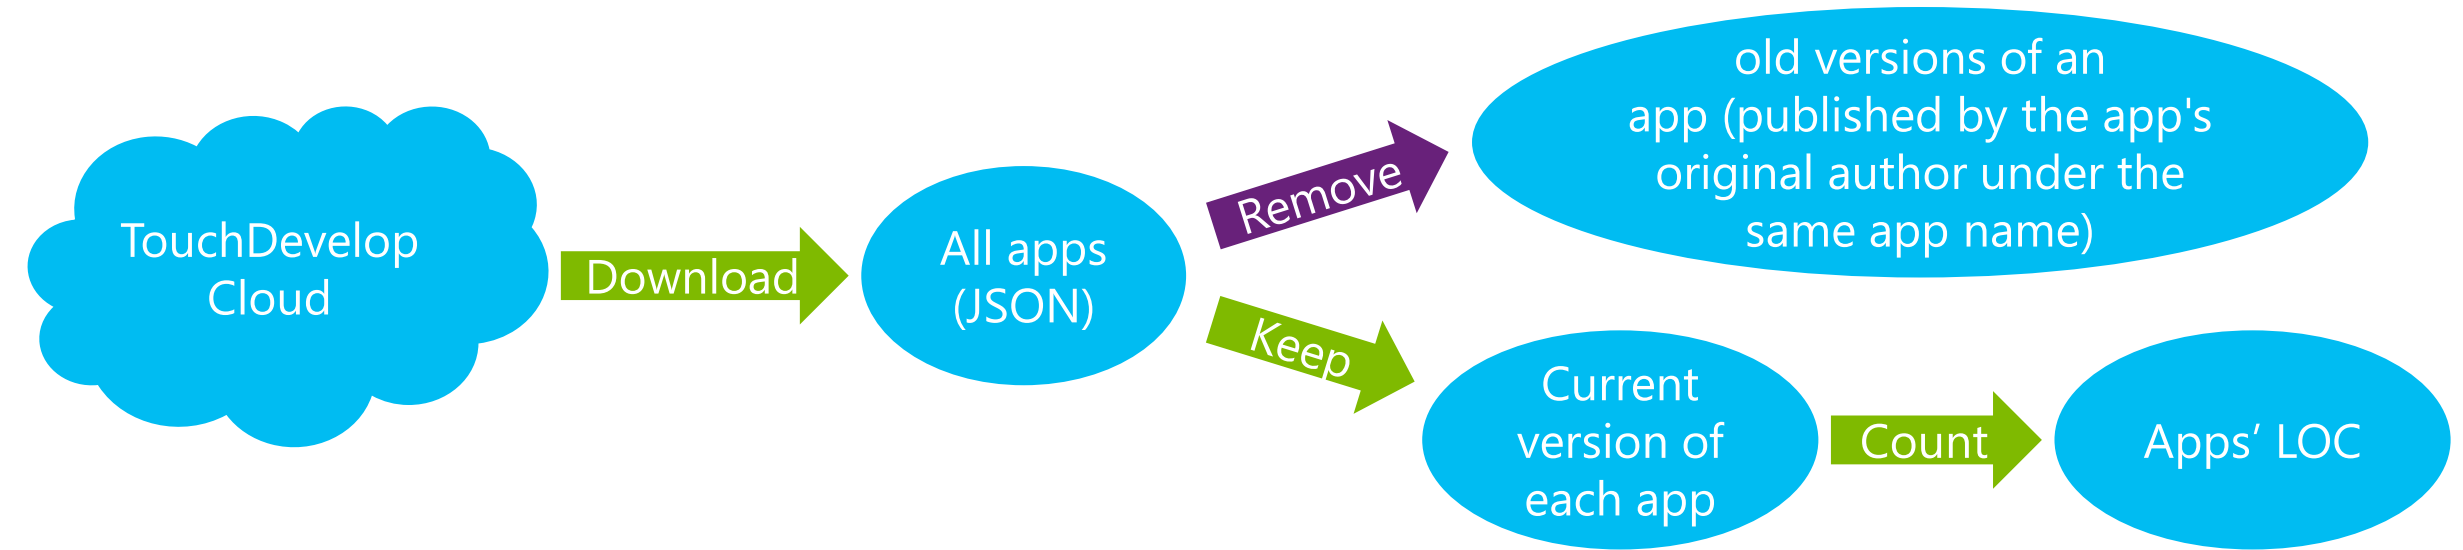 TouchDevelop
Cloud
Download
All apps
(JSON)
Remove
old versions of an
app (published by the app's
original author under the
same app name)
Keep
Current
version of
each app
Count
Apps’ LOC